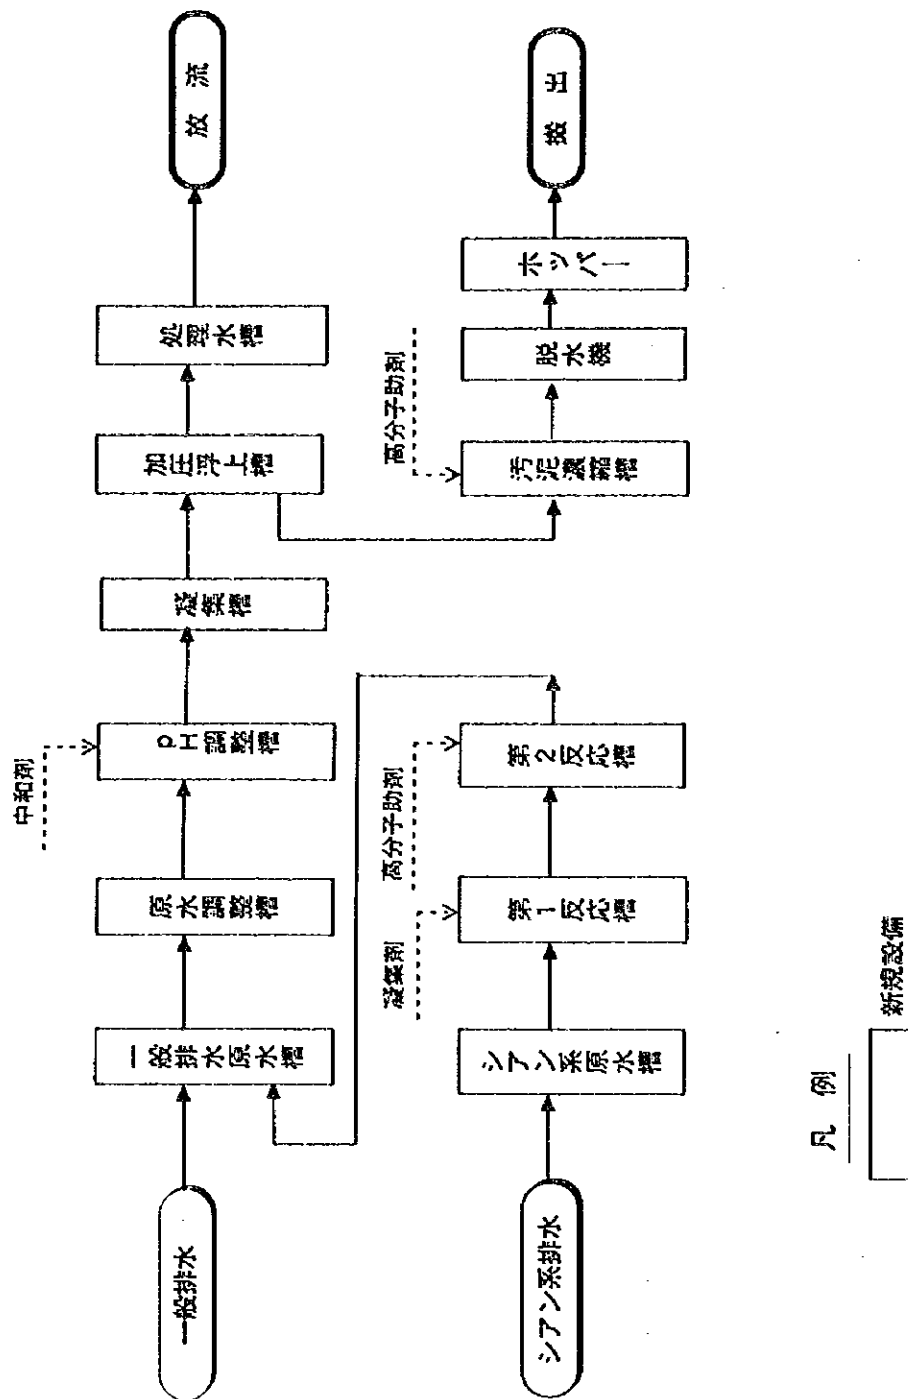 中和剤
一般排水
一般排水原水槽
原水調整槽
pH調整槽
凝集槽
加圧浮上槽
処理水槽
放流
凝集剤
高分子助剤
高分子助剤
シアン系排水
シアン系原水槽
第1反応槽
第2反応槽
汚泥濃縮槽
脱水機
ホッパー
搬出
凡例
新規設備